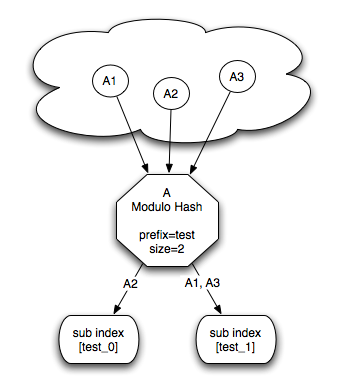 A1
A2
A3
A
Modulo Hash
prefix=test
size=2
A2
A1, A3
sub index
[test_0]
sub index
[test_1]